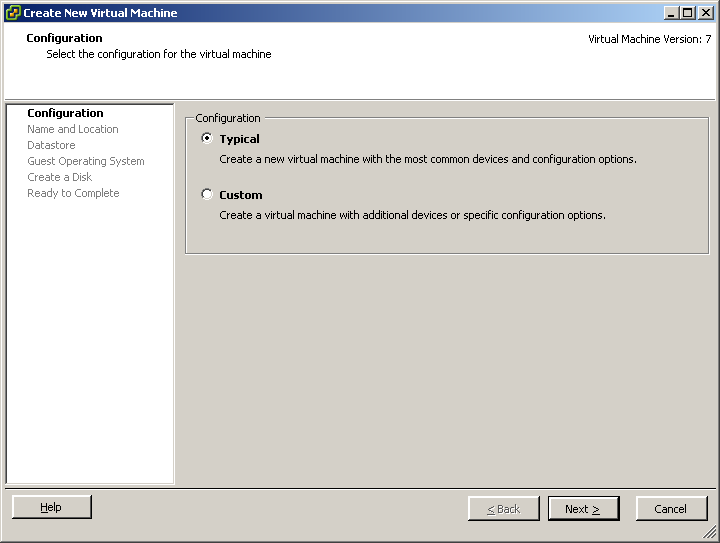 Create New Virtual Machine
Configuration
Select the configuration for the virtual machine
Virtual Machine Version: 7
Configuration
Name and Location
Datastore
Guest Operating System
Create a Disk
Ready to Complete
Configuration
Typical
Create a new virtual machine with the most common devices and configuration options.
Custom
Create a virtual machine with additional devices or specific configuration options.
Help
< Back
Next >
Cancel